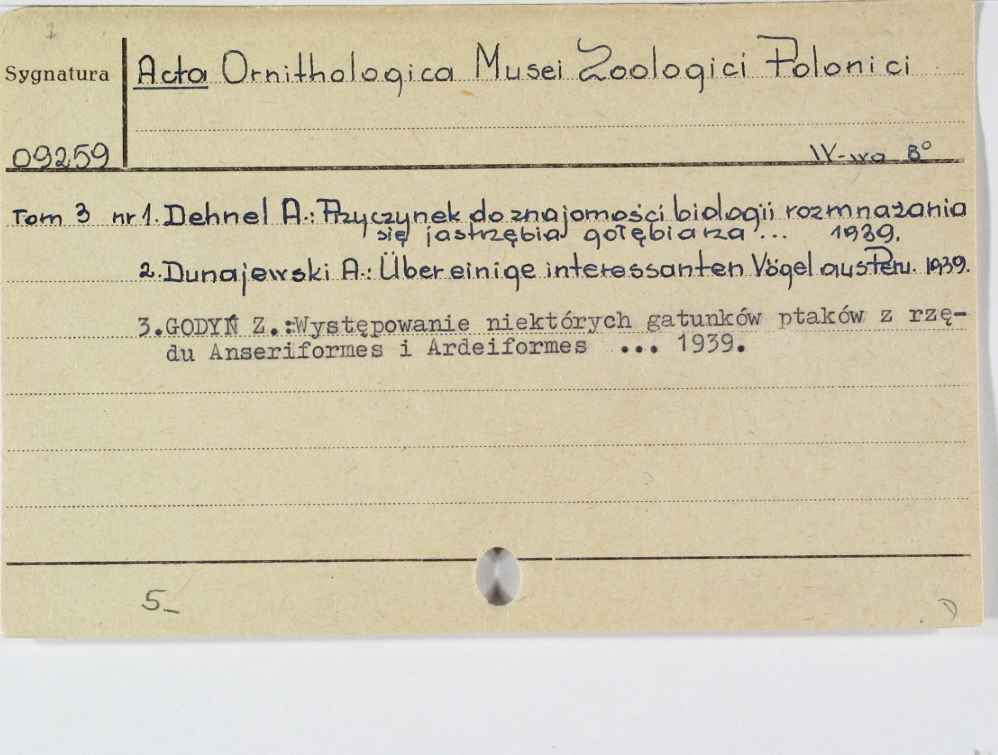 Sygnatura
Acta Ornithologica Musei Zoologici Polonici
09259
W-wa 8°
Tom 3 nr 1. Dehnel A.: Przyczynek do znajomości biologii rozmnażania
się jastrzębia gołębiarza ... 1939.
2. Dunajewski A.: Über einige interessanten Vögel aus Peru. 1939.
3.GODYŃ Z.:Występowanie niektórych gatunków ptaków z rzę-
du Anseriformes i Ardeiformes ... 1939.
5_